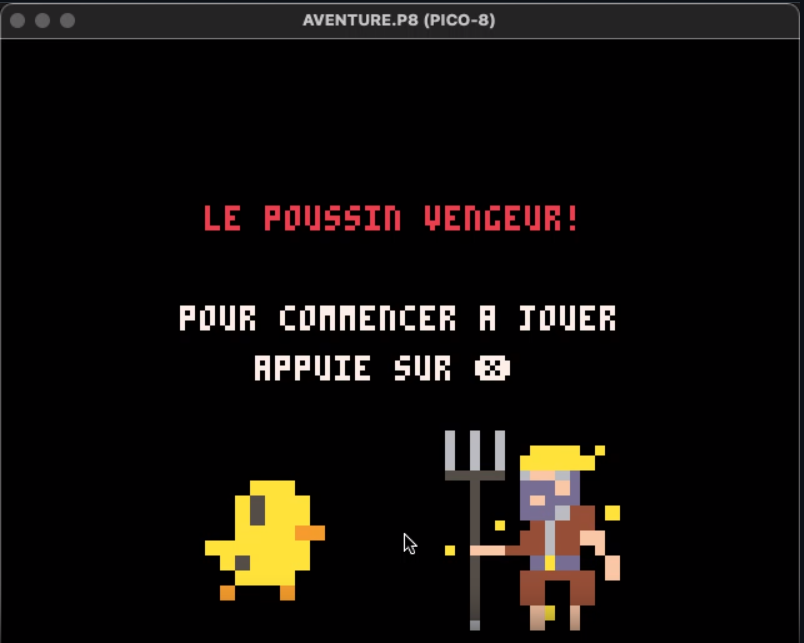 AVENTURE.P8 (PICO-8)
LE POUSSIN VENGEUR!
POUR COMMENCER A JOUER
APPUIE SUR ❎